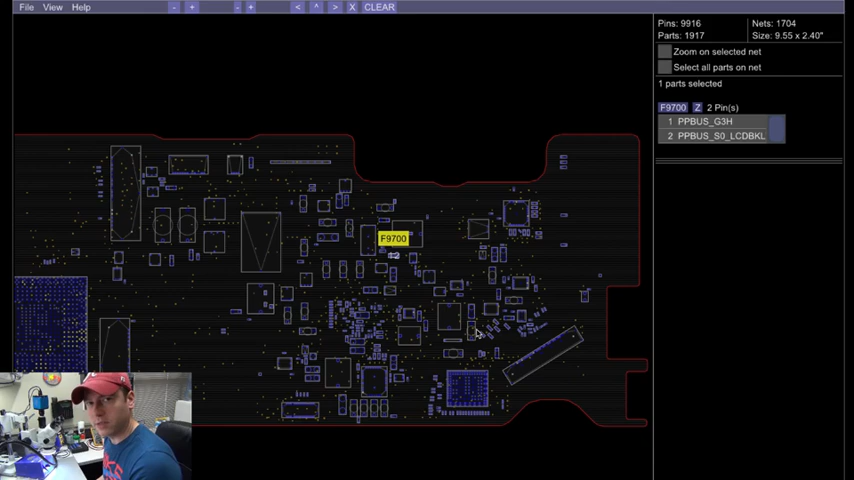 File View Help - + - + < ^ > X CLEAR
Pins: 9916 Nets: 1704
Parts: 1917 Size: 9.55 x 2.40"
Zoom on selected net
Select all parts on net
1 parts selected
F9700 Z 2 Pin(s)
1 PPBUS_G3H
2 PPBUS_S0_LCDBKL
F9700